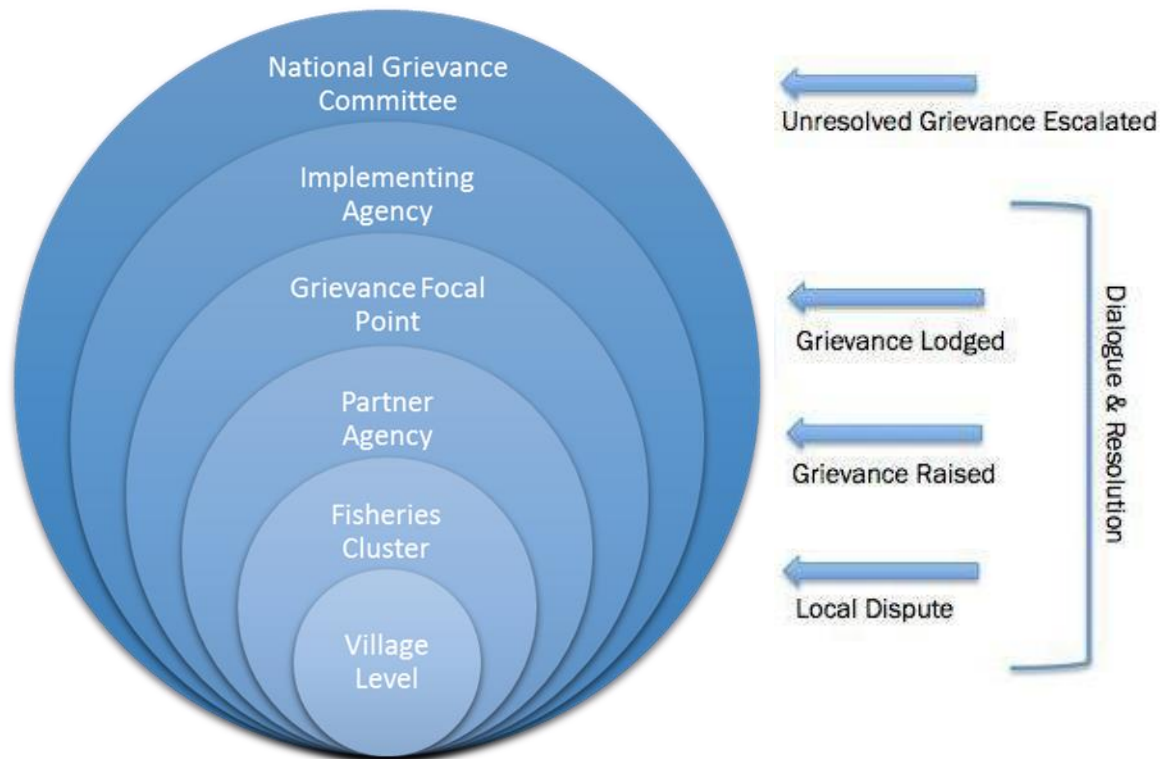 National Grievance
Committee
Unresolved Grievance Escalated
Implementing
Agency
Grievance Focal
Point
Grievance Lodged
Partner
Agency
Grievance Raised
Fisheries
Cluster
Local Dispute
Village
Level
Dialogue & Resolution